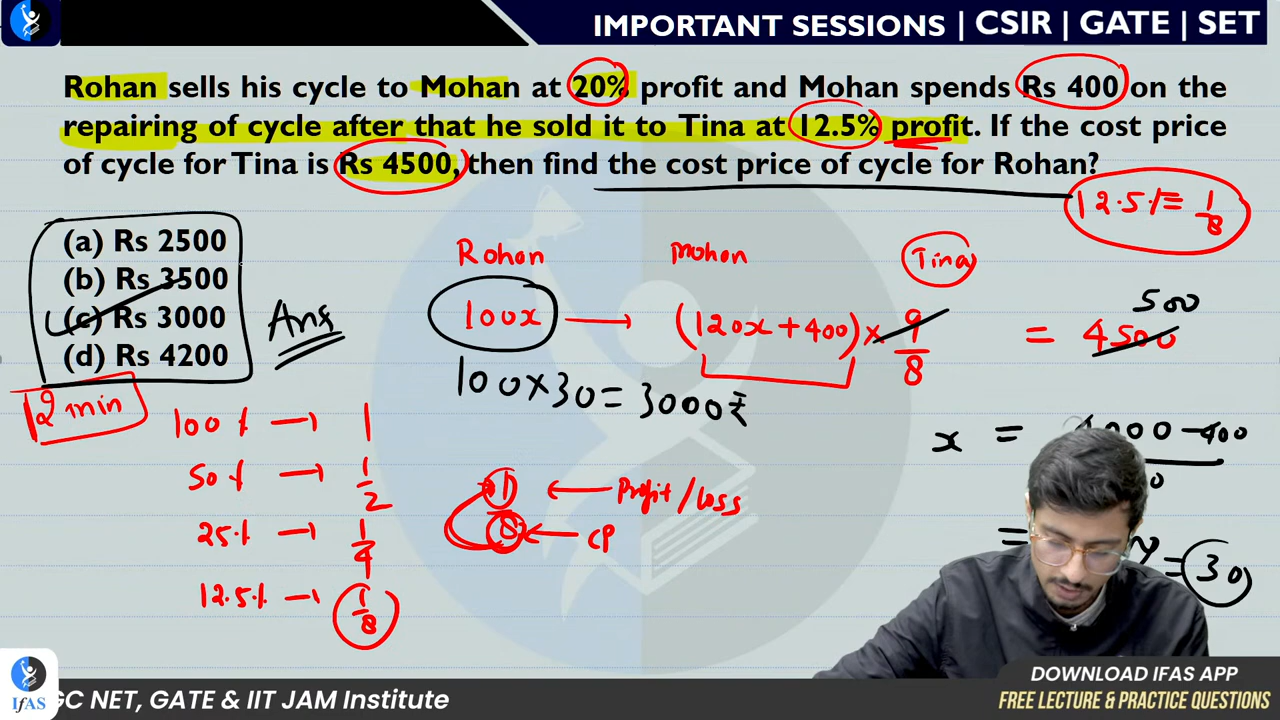 IMPORTANT SESSIONS | CSIR | GATE | SET
Rohan sells his cycle to Mohan at 20% profit and Mohan spends Rs 400 on the
repairing of cycle after that he sold it to Tina at 12.5% profit. If the cost price
of cycle for Tina is Rs 4500, then find the cost price of cycle for Rohan?
12.5% = 1/8
(a) Rs 2500
(b) Rs 3500
(c) Rs 3000
(d) Rs 4200
Ans
2 min
Rohan Mohan Tina
100x → (120x + 400) × 9/8 = 4500
500
100 × 30 = 3000 ₹
100% → 1
50% → 1/2
25% → 1/4
12.5% → 1/8
1 ← Profit/Loss
8 ← CP
x = 4000 - 400
= 30
DOWNLOAD IFAS APP
FREE LECTURE & PRACTICE QUESTIONS
IfAS
GC NET, GATE & IIT JAM Institute